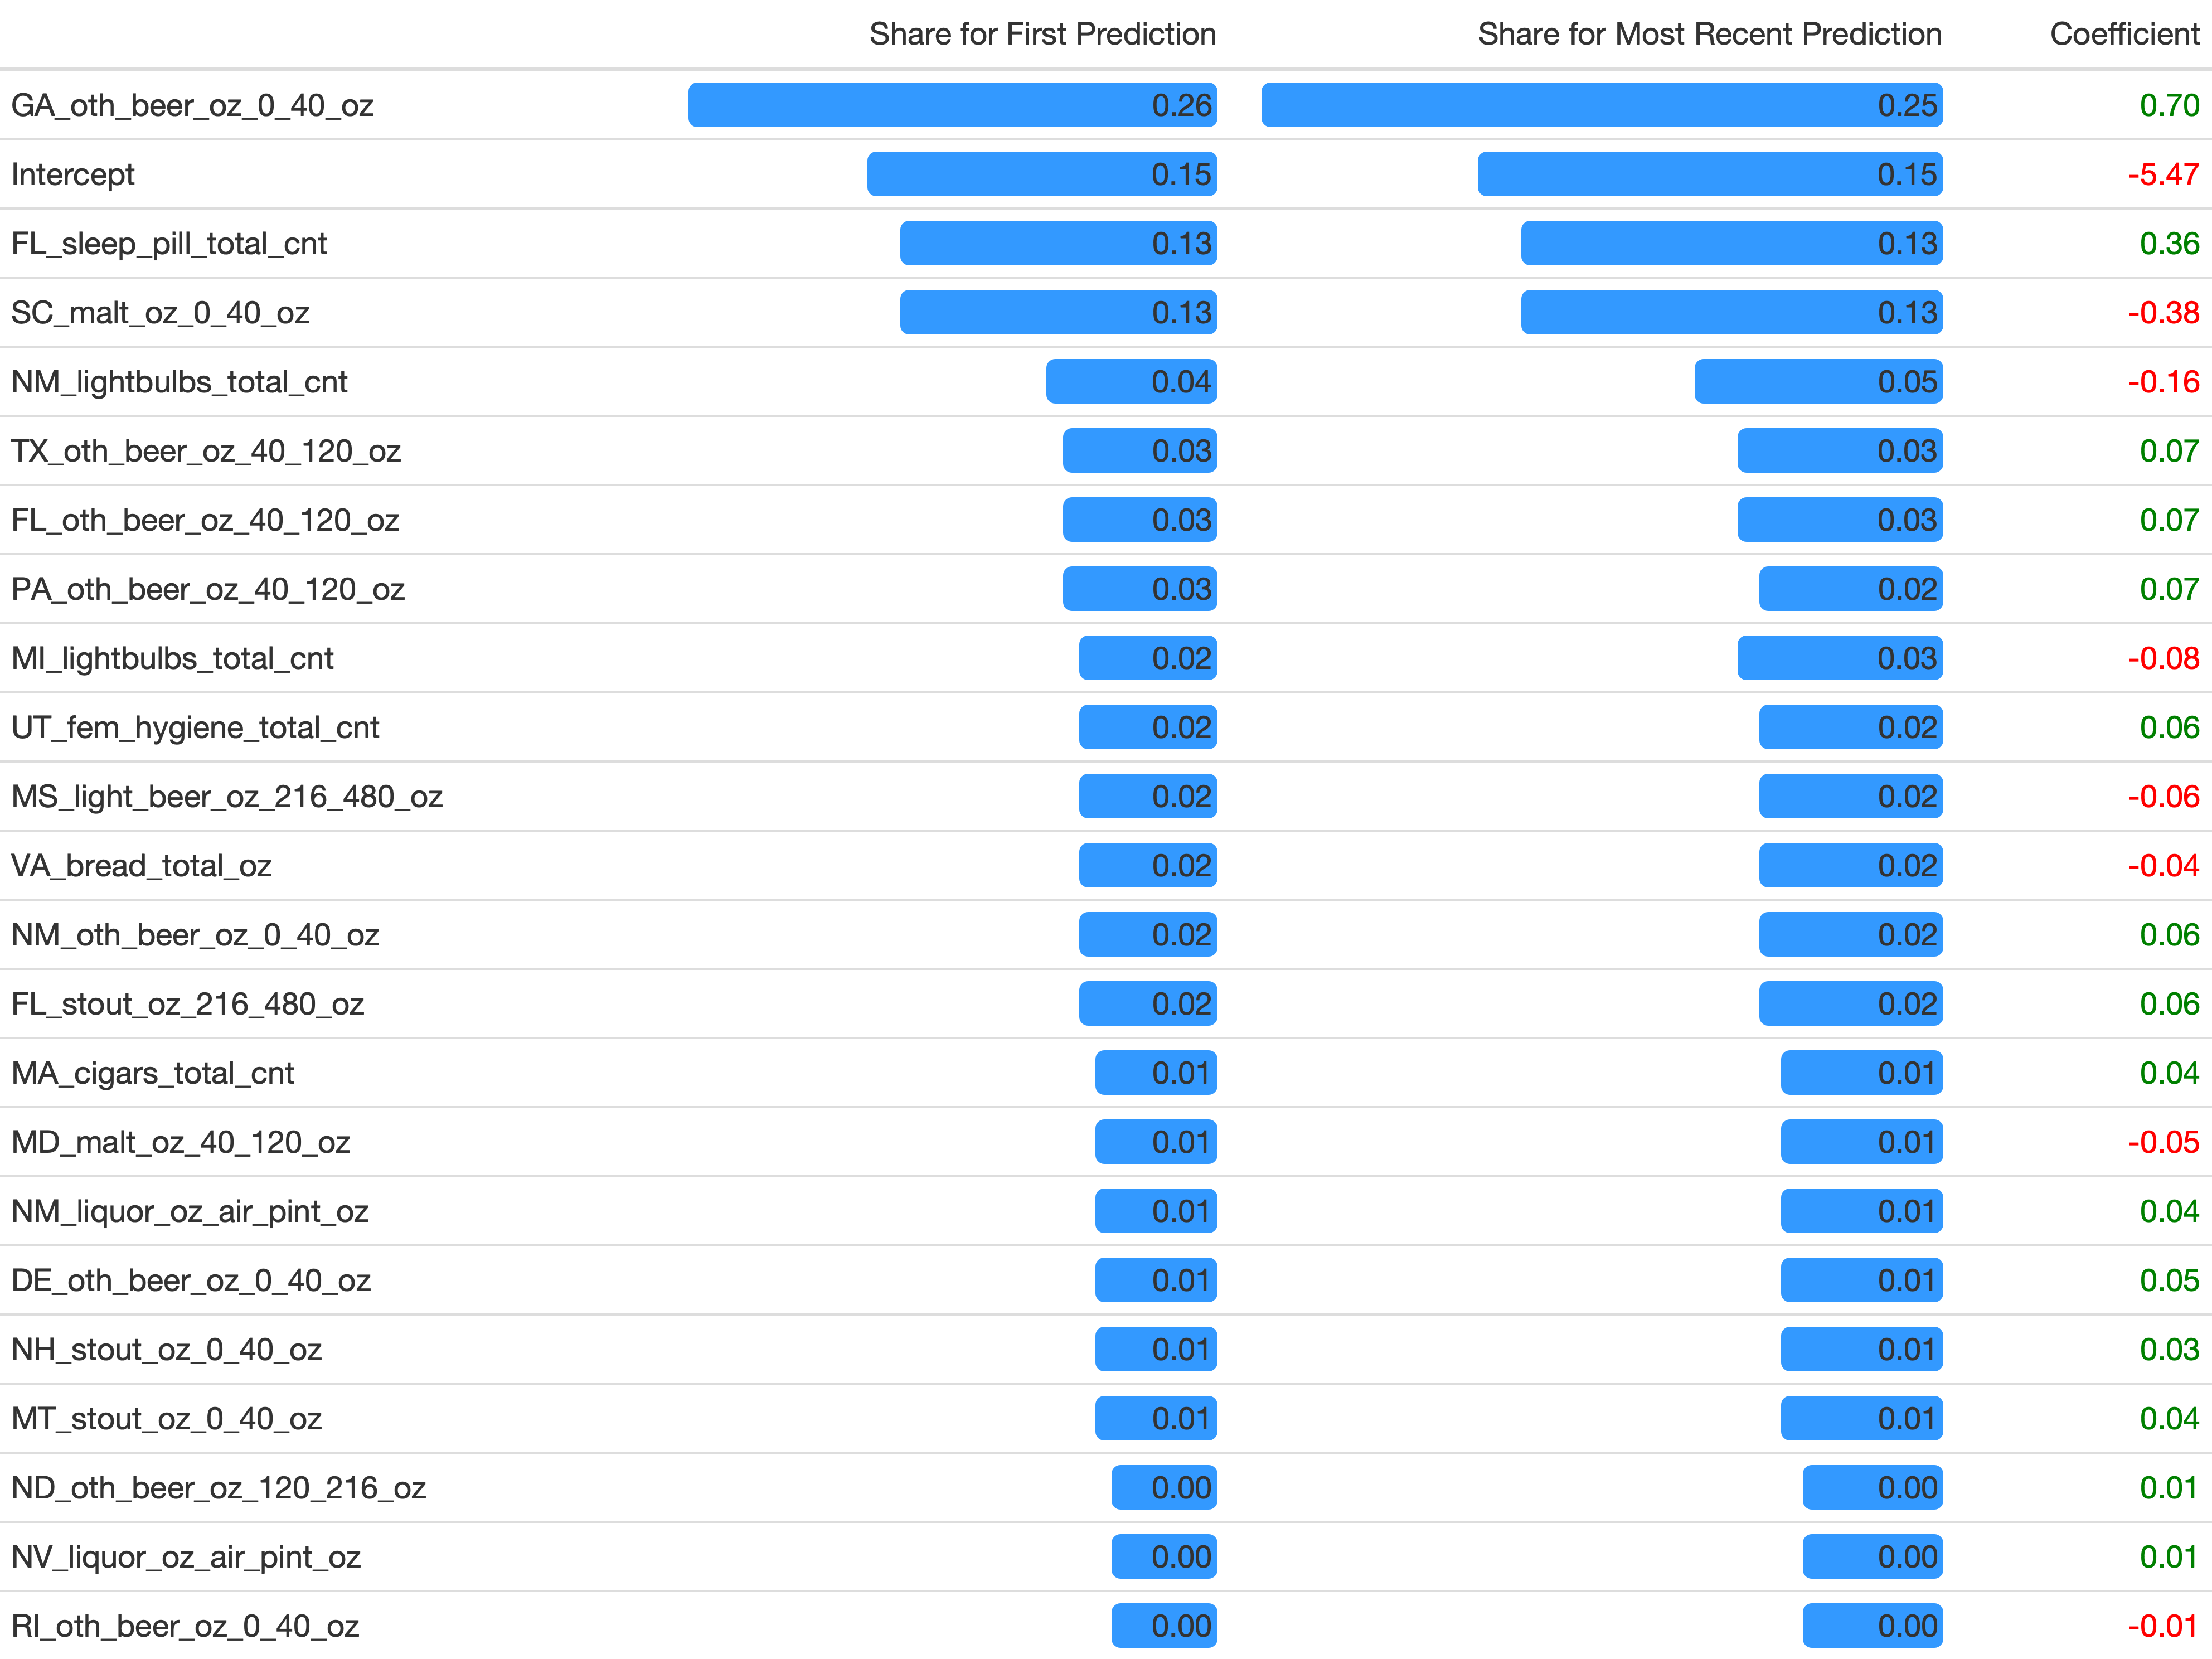 Share for First Prediction Share for Most Recent Prediction Coefficient
GA_oth_beer_oz_0_40_oz 0.26 0.25 0.70
Intercept 0.15 0.15 -5.47
FL_sleep_pill_total_cnt 0.13 0.13 0.36
SC_malt_oz_0_40_oz 0.13 0.13 -0.38
NM_lightbulbs_total_cnt 0.04 0.05 -0.16
TX_oth_beer_oz_40_120_oz 0.03 0.03 0.07
FL_oth_beer_oz_40_120_oz 0.03 0.03 0.07
PA_oth_beer_oz_40_120_oz 0.03 0.02 0.07
MI_lightbulbs_total_cnt 0.02 0.03 -0.08
UT_fem_hygiene_total_cnt 0.02 0.02 0.06
MS_light_beer_oz_216_480_oz 0.02 0.02 -0.06
VA_bread_total_oz 0.02 0.02 -0.04
NM_oth_beer_oz_0_40_oz 0.02 0.02 0.06
FL_stout_oz_216_480_oz 0.02 0.02 0.06
MA_cigars_total_cnt 0.01 0.01 0.04
MD_malt_oz_40_120_oz 0.01 0.01 -0.05
NM_liquor_oz_air_pint_oz 0.01 0.01 0.04
DE_oth_beer_oz_0_40_oz 0.01 0.01 0.05
NH_stout_oz_0_40_oz 0.01 0.01 0.03
MT_stout_oz_0_40_oz 0.01 0.01 0.04
ND_oth_beer_oz_120_216_oz 0.00 0.00 0.01
NV_liquor_oz_air_pint_oz 0.00 0.00 0.01
RI_oth_beer_oz_0_40_oz 0.00 0.00 -0.01